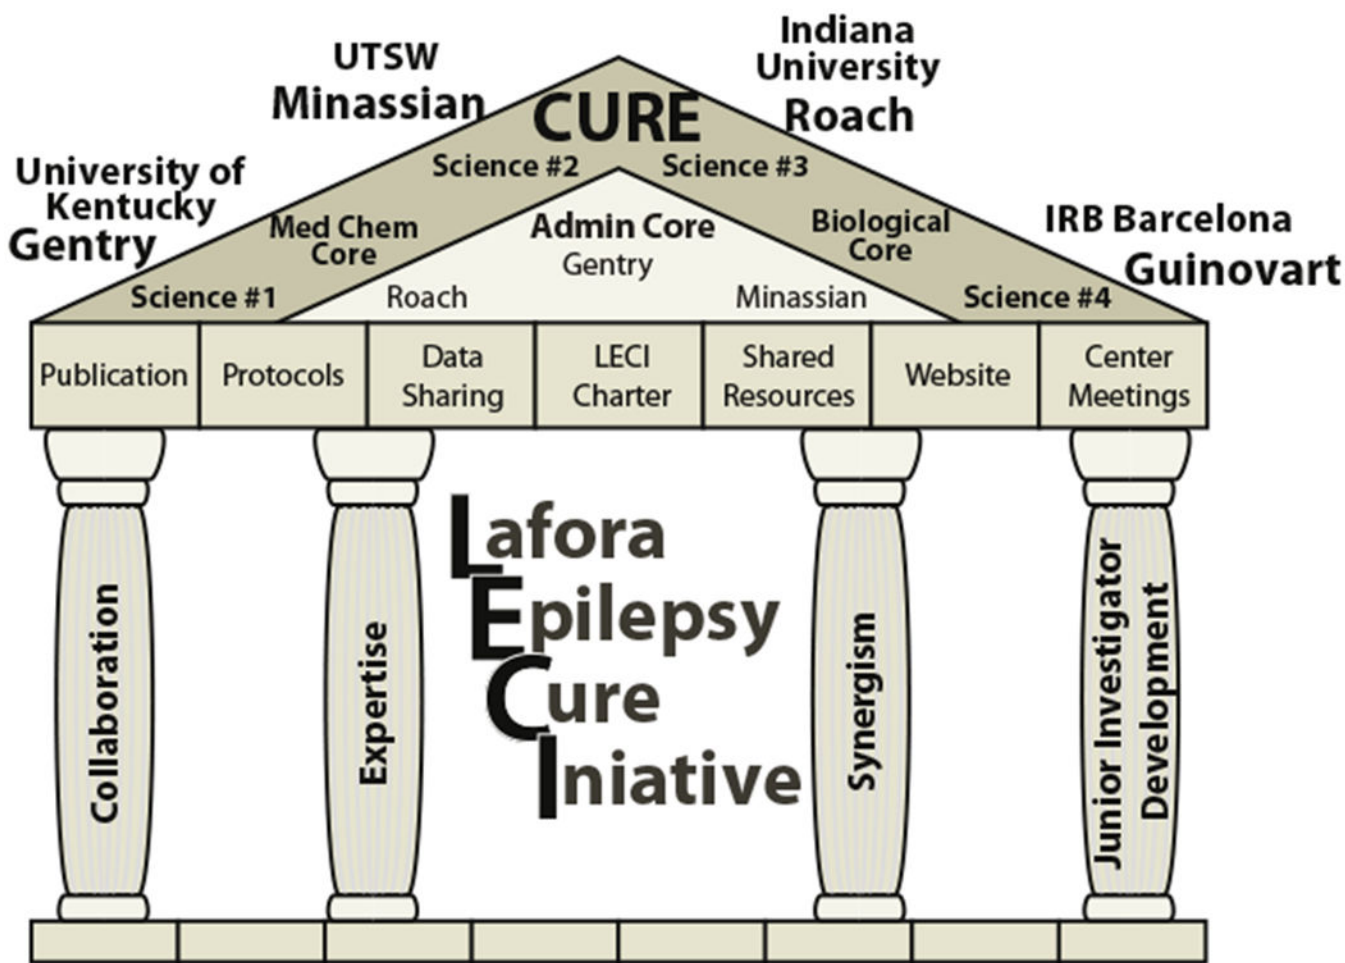 Indiana
University
Roach
UTSW
Minassian
CURE
Science #2
Science #3
University of
Kentucky
Gentry
Med Chem
Core
Admin Core
Gentry
Biological
Core
IRB Barcelona
Guinovart
Science #1
Roach
Minassian
Science #4
Publication
Protocols
Data
Sharing
LECI
Charter
Shared
Resources
Website
Center
Meetings
Collaboration
Expertise
Lafora
Epilepsy
Cure
Iniative
Synergism
Junior Investigator
Development